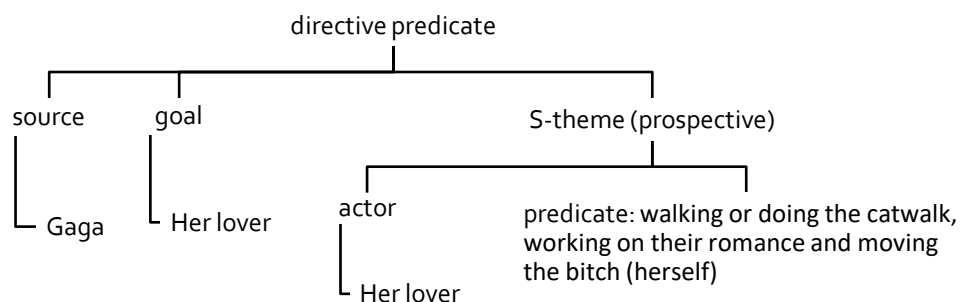 directive predicate
source
goal
S-theme (prospective)
Gaga
Her lover
actor
predicate: walking or doing the catwalk,
working on their romance and moving
the bitch (herself)
Her lover